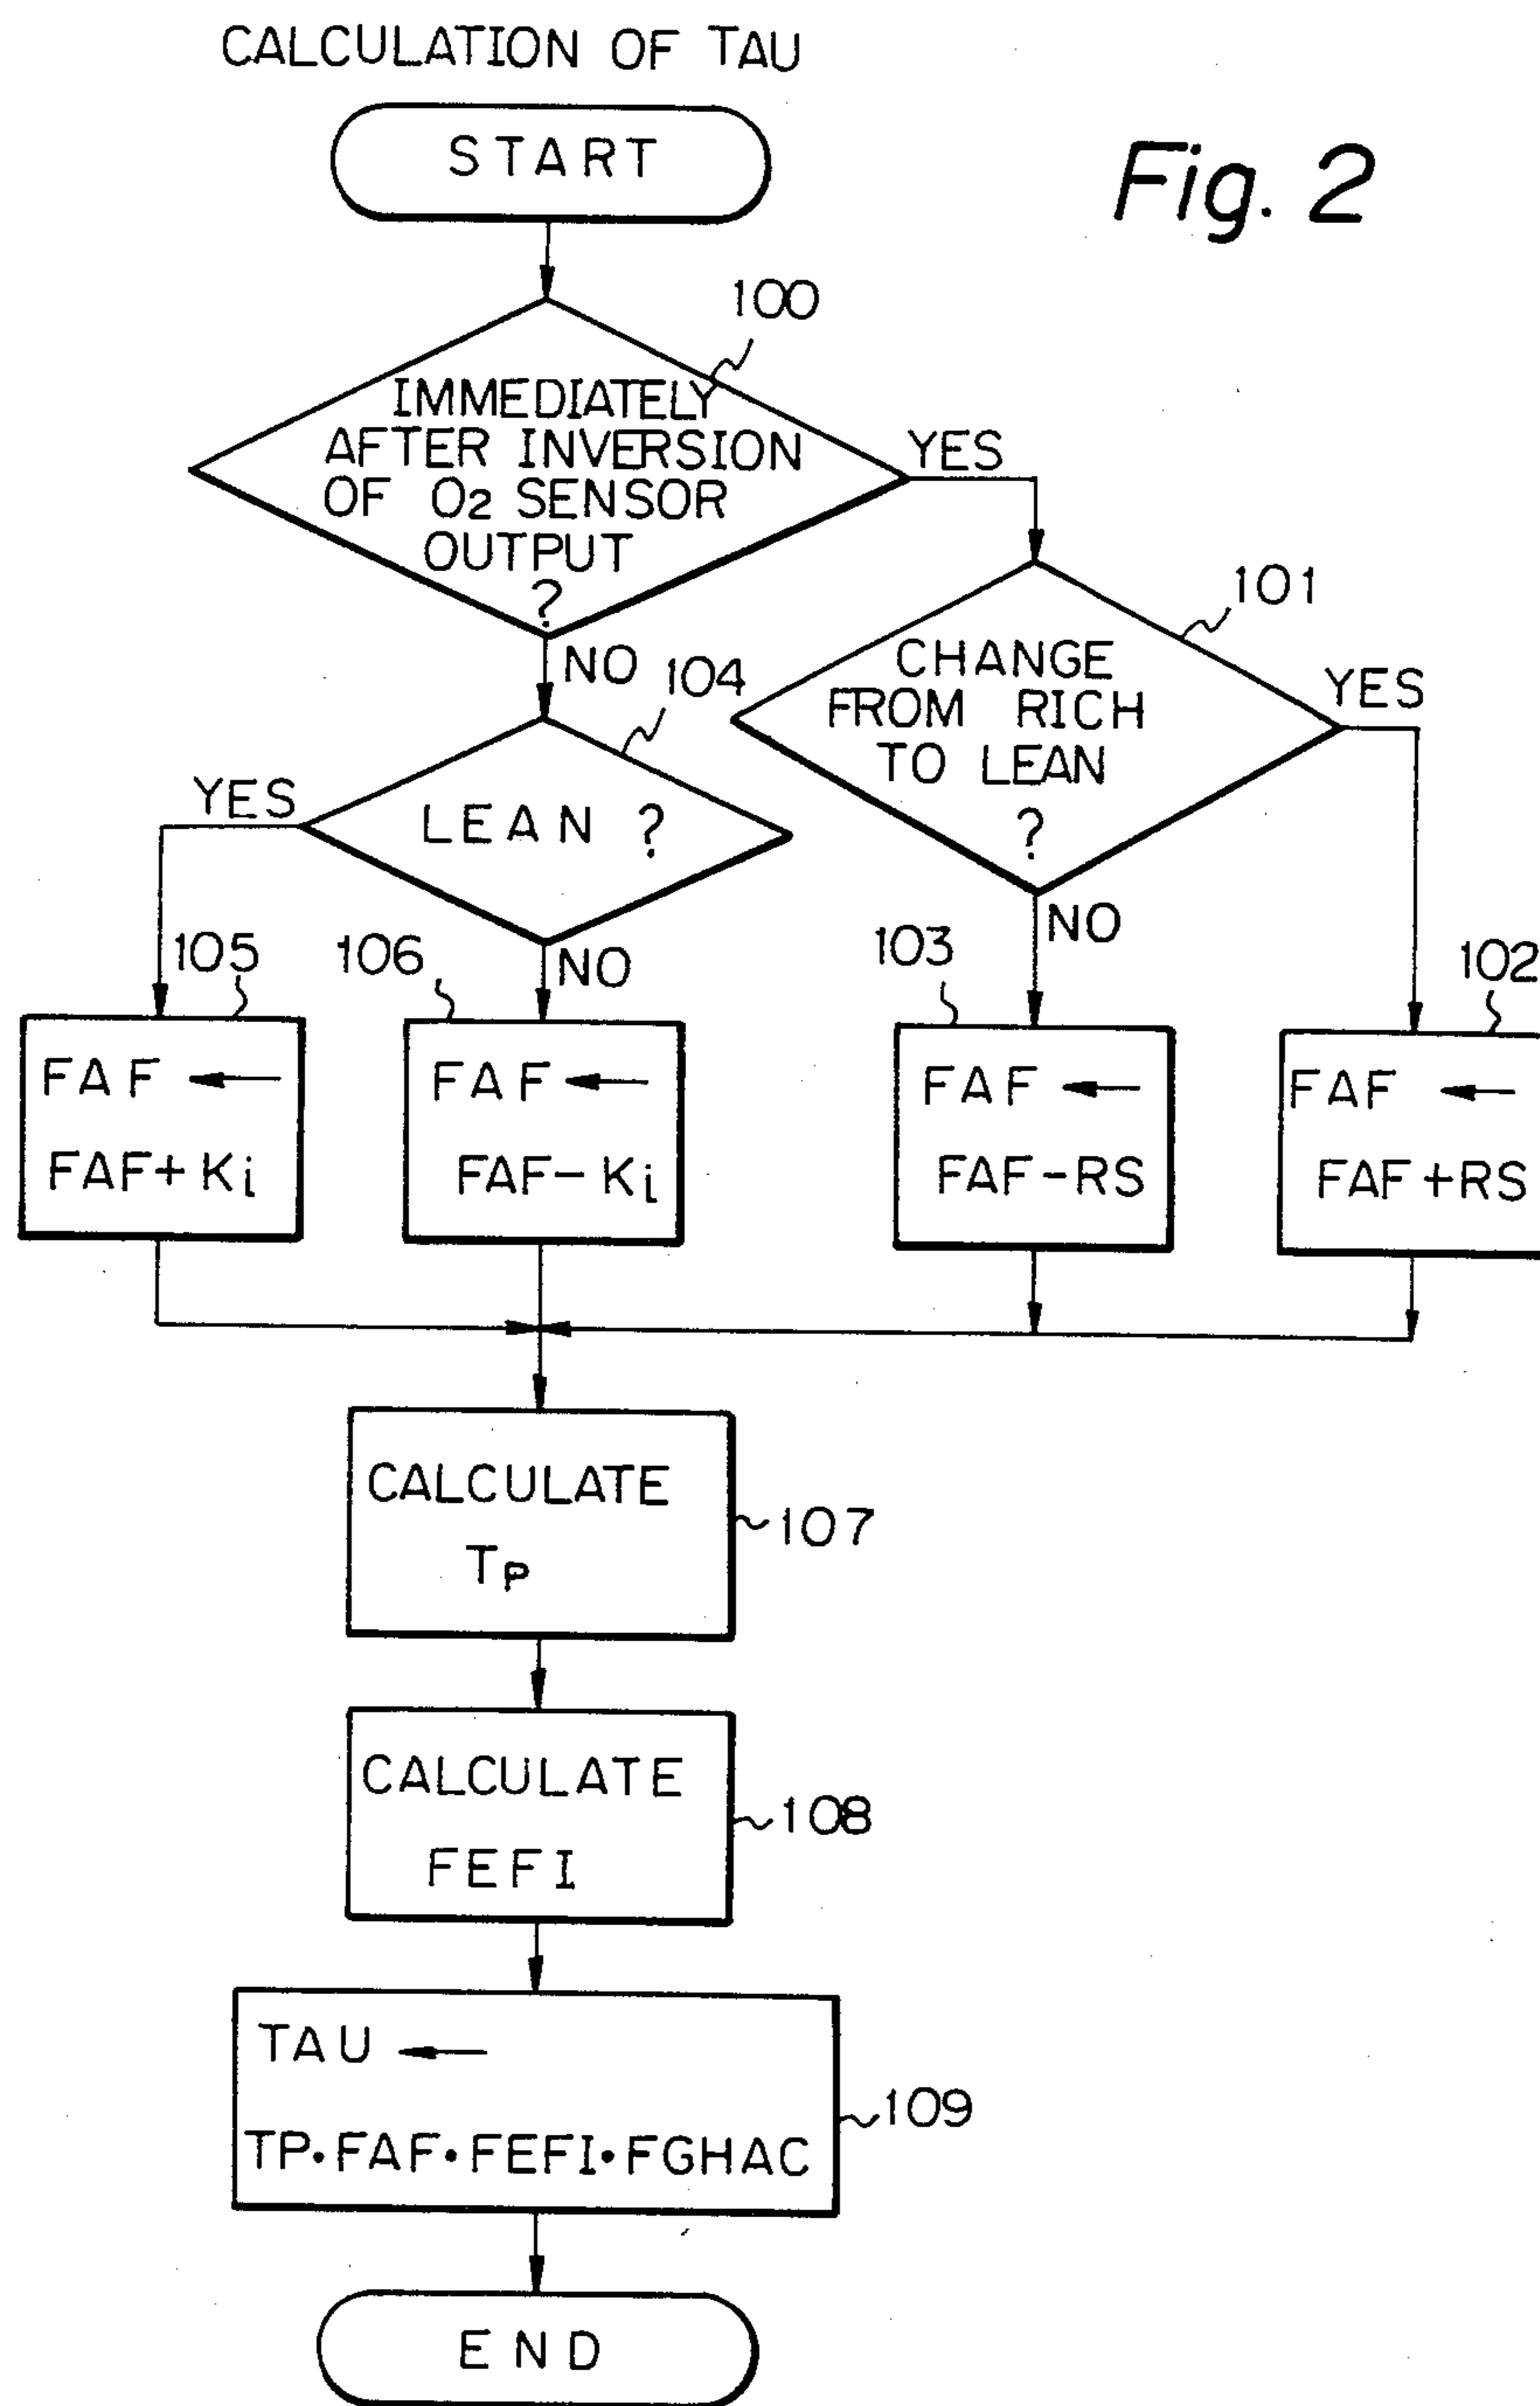 CALCULATION OF TAU
START
Fig. 2
100
IMMEDIATELY
AFTER INVERSION
OF O2 SENSOR
OUTPUT
?
YES
NO
101
CHANGE
FROM RICH
TO LEAN
?
YES
NO
104
LEAN ?
YES
NO
105
FAF ←
FAF+Ki
106
FAF ←
FAF-Ki
103
FAF ←
FAF-RS
102
FAF ←
FAF+RS
CALCULATE
TP
107
CALCULATE
FEFI
108
TAU ←
TP·FAF·FEFI·FGHAC
109
END